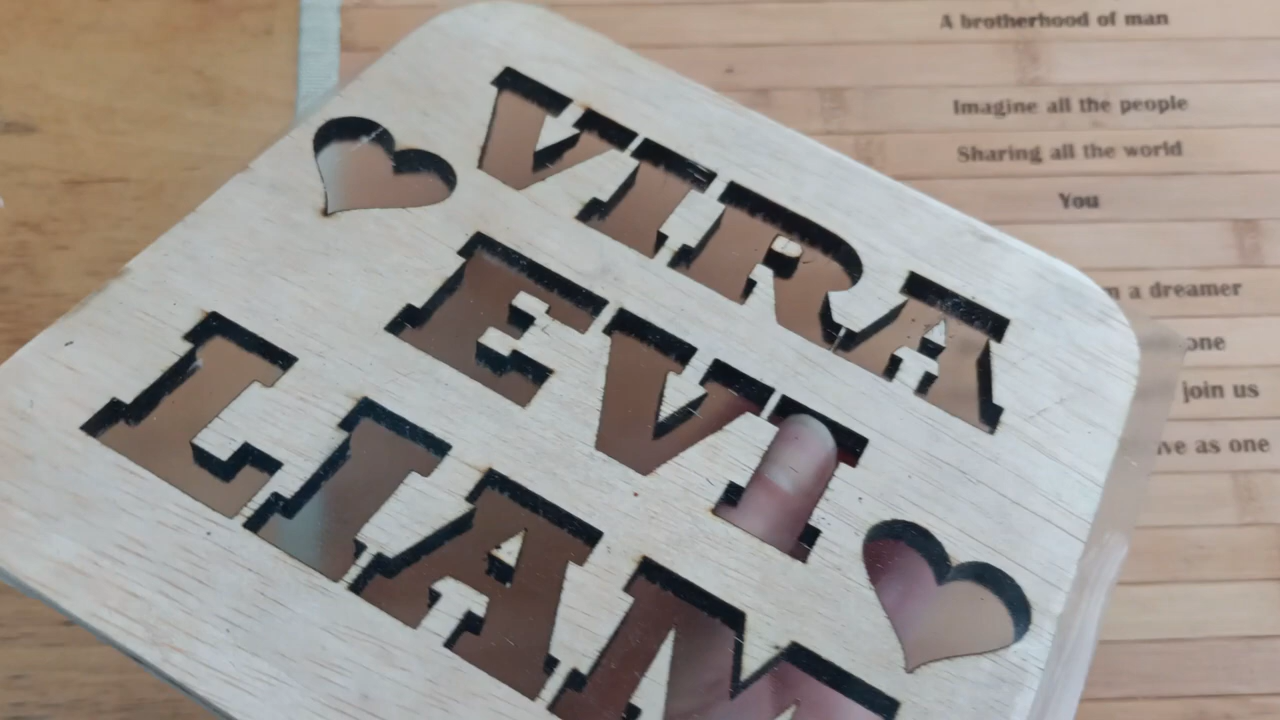 VIRA
EVI
LIAM
A brotherhood of man
Imagine all the people
Sharing all the world
You
a dreamer
one
join us
as one